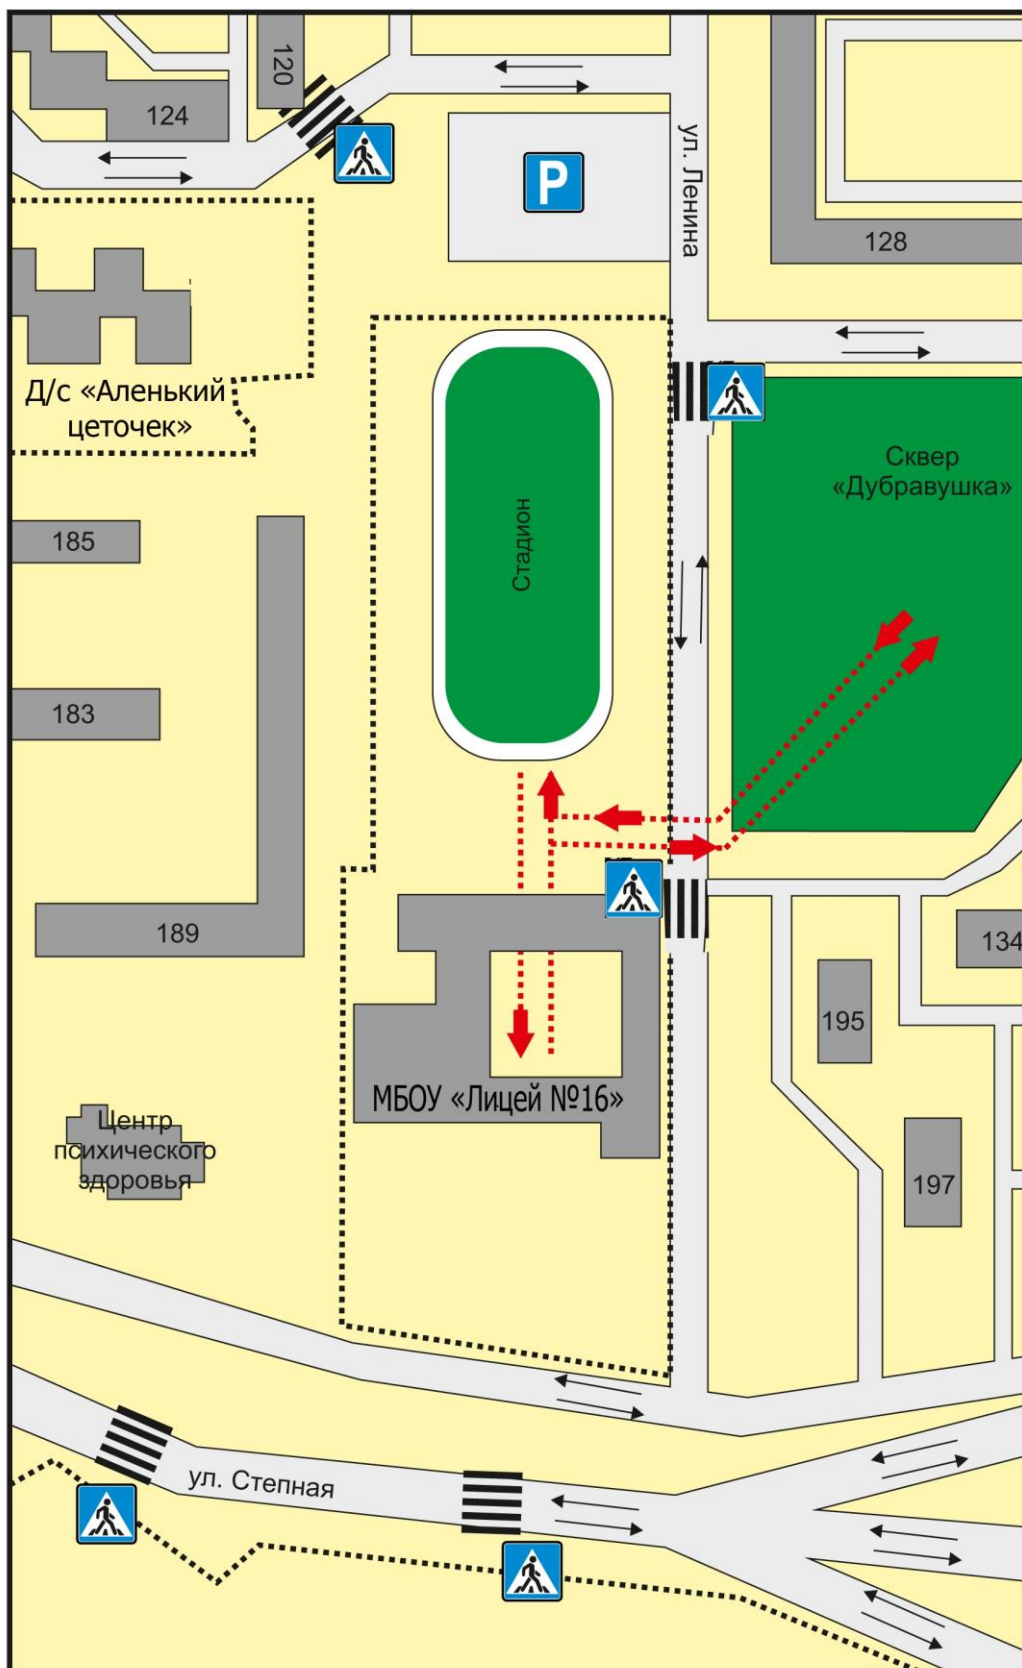 120
124
P
ул. Ленина
128
Д/с «Аленький
цеточек»
Сквер
«Дубравушка»
185
Стадион
183
189
134
195
МБОУ «Лицей №16»
Центр
психического
здоровья
197
ул. Степная